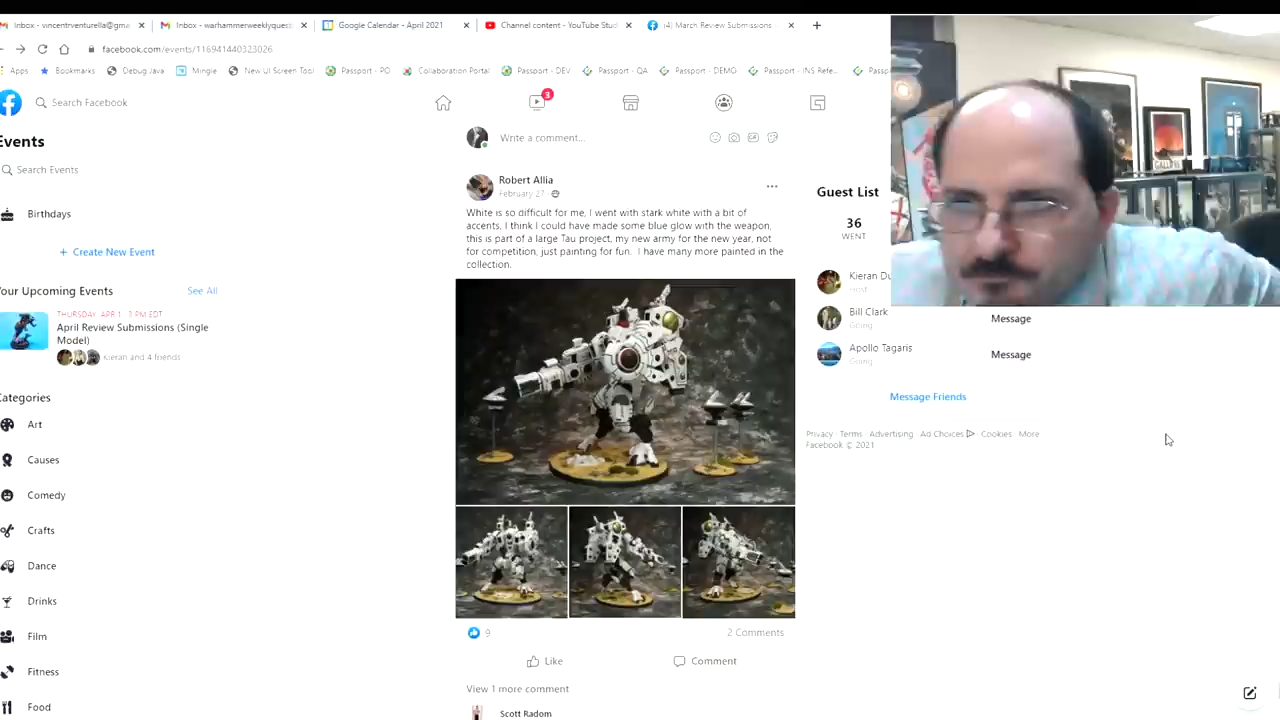 Inbox - vincentrventurella@gma
Inbox - warhammerweeklyques
Google Calendar - April 2021
Channel content - YouTube Stud
(4) March Review Submissions
facebook.com/events/116941440323026
Apps
Bookmarks
Debug Java
Mingle
New UI Screen Tool
Passport - PO
Collaboration Portal
Passport - DEV
Passport - QA
Passport - DEMO
Passport - INS Refe...
Pass
Search Facebook
3
Events
Search Events
Birthdays
+ Create New Event
Your Upcoming Events
See All
THURSDAY, APR 1, 3 PM EDT
April Review Submissions (Single
Model)
Kieran and 4 friends
Categories
Art
Causes
Comedy
Crafts
Dance
Drinks
Film
Fitness
Food
Write a comment...
GIF
Robert Allia
February 27
White is so difficult for me, I went with stark white with a bit of
accents, I think I could have made some blue glow with the weapon,
this is part of a large Tau project, my new army for the new year, not
for competition, just painting for fun. I have many more painted in the
collection.
9
2 Comments
Like
Comment
View 1 more comment
Scott Radom
Guest List
36
WENT
Kieran Du
Host
Bill Clark
Going
Message
Apollo Tagaris
Going
Message
Message Friends
Privacy · Terms · Advertising · Ad Choices · Cookies · More
Facebook © 2021